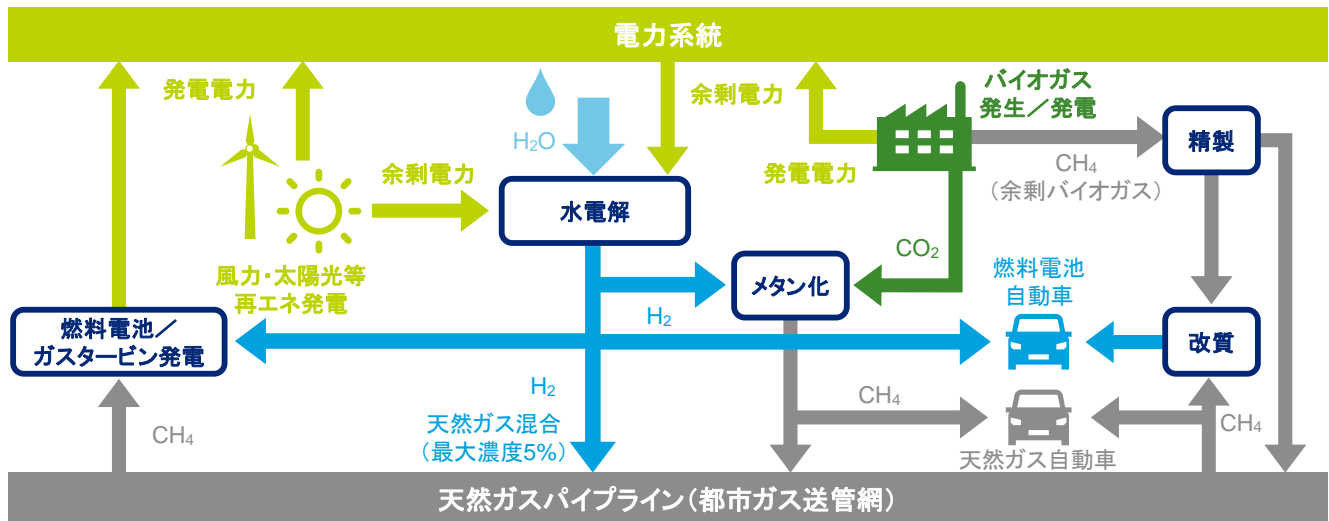 電力系統
発電電力
余剰電力
バイオガス
発生／発電
H₂O
精製
CH₄
（余剰バイオガス）
発電電力
余剰電力
水電解
風力・太陽光等
再エネ発電
CO₂
メタン化
燃料電池
自動車
燃料電池／
ガスタービン発電
H₂
改質
H₂
天然ガス混合
（最大濃度5%）
CH₄
CH₄
CH₄
天然ガス自動車
天然ガスパイプライン（都市ガス送管網）